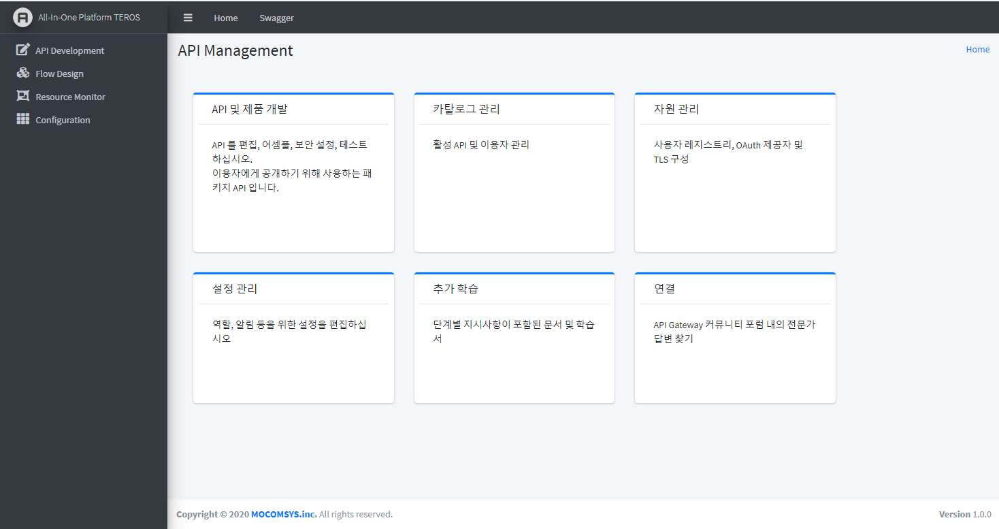 All-In-One Platform TEROS
Home
Swagger
API Development
Flow Design
Resource Monitor
Configuration
API Management
Home
API 및 제품 개발
API 를 편집, 어셈플, 보안 설정, 테스트
하십시오.
이용자에게 공개하기 위해 사용하는 패
키지 API 입니다.
카탈로그 관리
활성 API 및 이용자 관리
자원 관리
사용자 레지스트리, OAuth 제공자 및
TLS 구성
설정 관리
역할, 알림 등을 위한 설정을 편집하십
시오
추가 학습
단계별 지시사항이 포함된 문서 및 학습
서
연결
API Gateway 커뮤니티 포럼 내의 전문가
답변 찾기
Copyright © 2020 MOCOMSYS.inc. All rights reserved.
Version 1.0.0